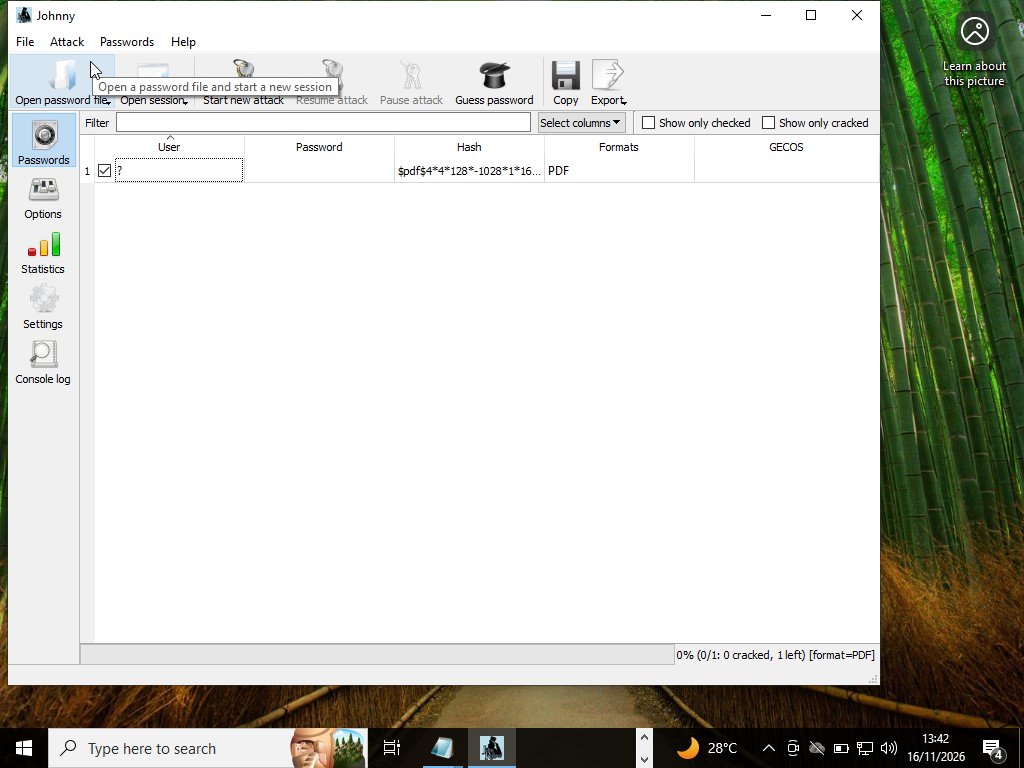 Johnny
File Attack Passwords Help
Learn about this picture
Open a password file and start a new session
Open password file Open session Start new attack Resume attack Pause attack Guess password Copy Export
Filter Select columns Show only checked Show only cracked
User Password Hash Formats GECOS
1 ? $pdf$4*4*128*-1028*1*16... PDF
Passwords
Options
Statistics
Settings
Console log
0% (0/1: 0 cracked, 1 left) [format=PDF]
Type here to search
28°C
13:42
16/11/2026
4